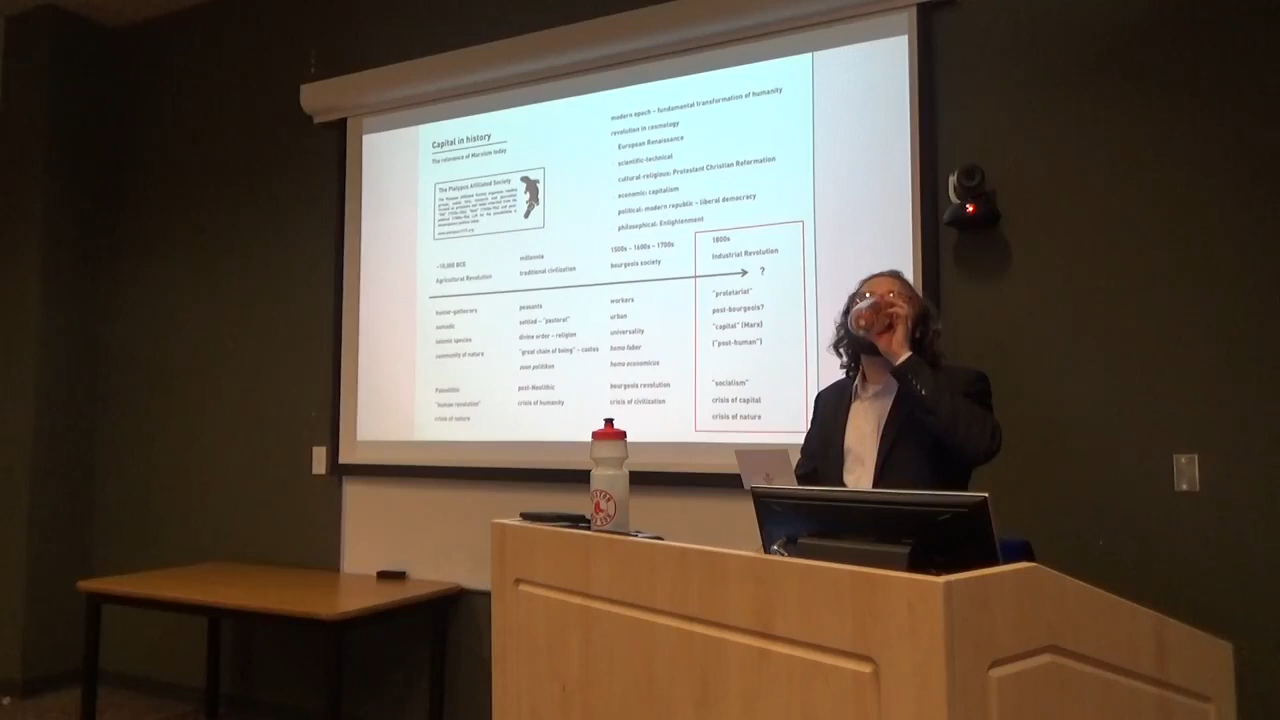 Capital in history
The relevance of Marxism today
The Platypus Affiliated Society
modern epoch – fundamental transformation of humanity
revolution in cosmology
European Renaissance
scientific-technical
cultural-religious: Protestant Christian Reformation
economic: capitalism
political: modern republic – liberal democracy
philosophical: Enlightenment
~10,000 BCE
Agricultural Revolution
millennia
traditional civilization
1500s – 1600s – 1700s
bourgeois society
1800s
Industrial Revolution
?
hunter-gatherers
nomadic
community of nature
peasants
settled – "pastoral"
divine order – religion
"great chain of being" – castes
zoon politikon
workers
urban
universality
homo faber
homo economicus
"proletariat"
post-bourgeois?
"capital" (Marx)
("post-human")
Paleolithic
"human revolution"
crisis of nature
post-Neolithic
crisis of humanity
bourgeois revolution
crisis of civilization
"socialism"
crisis of capital
crisis of nature
BOSTON
RED SOX